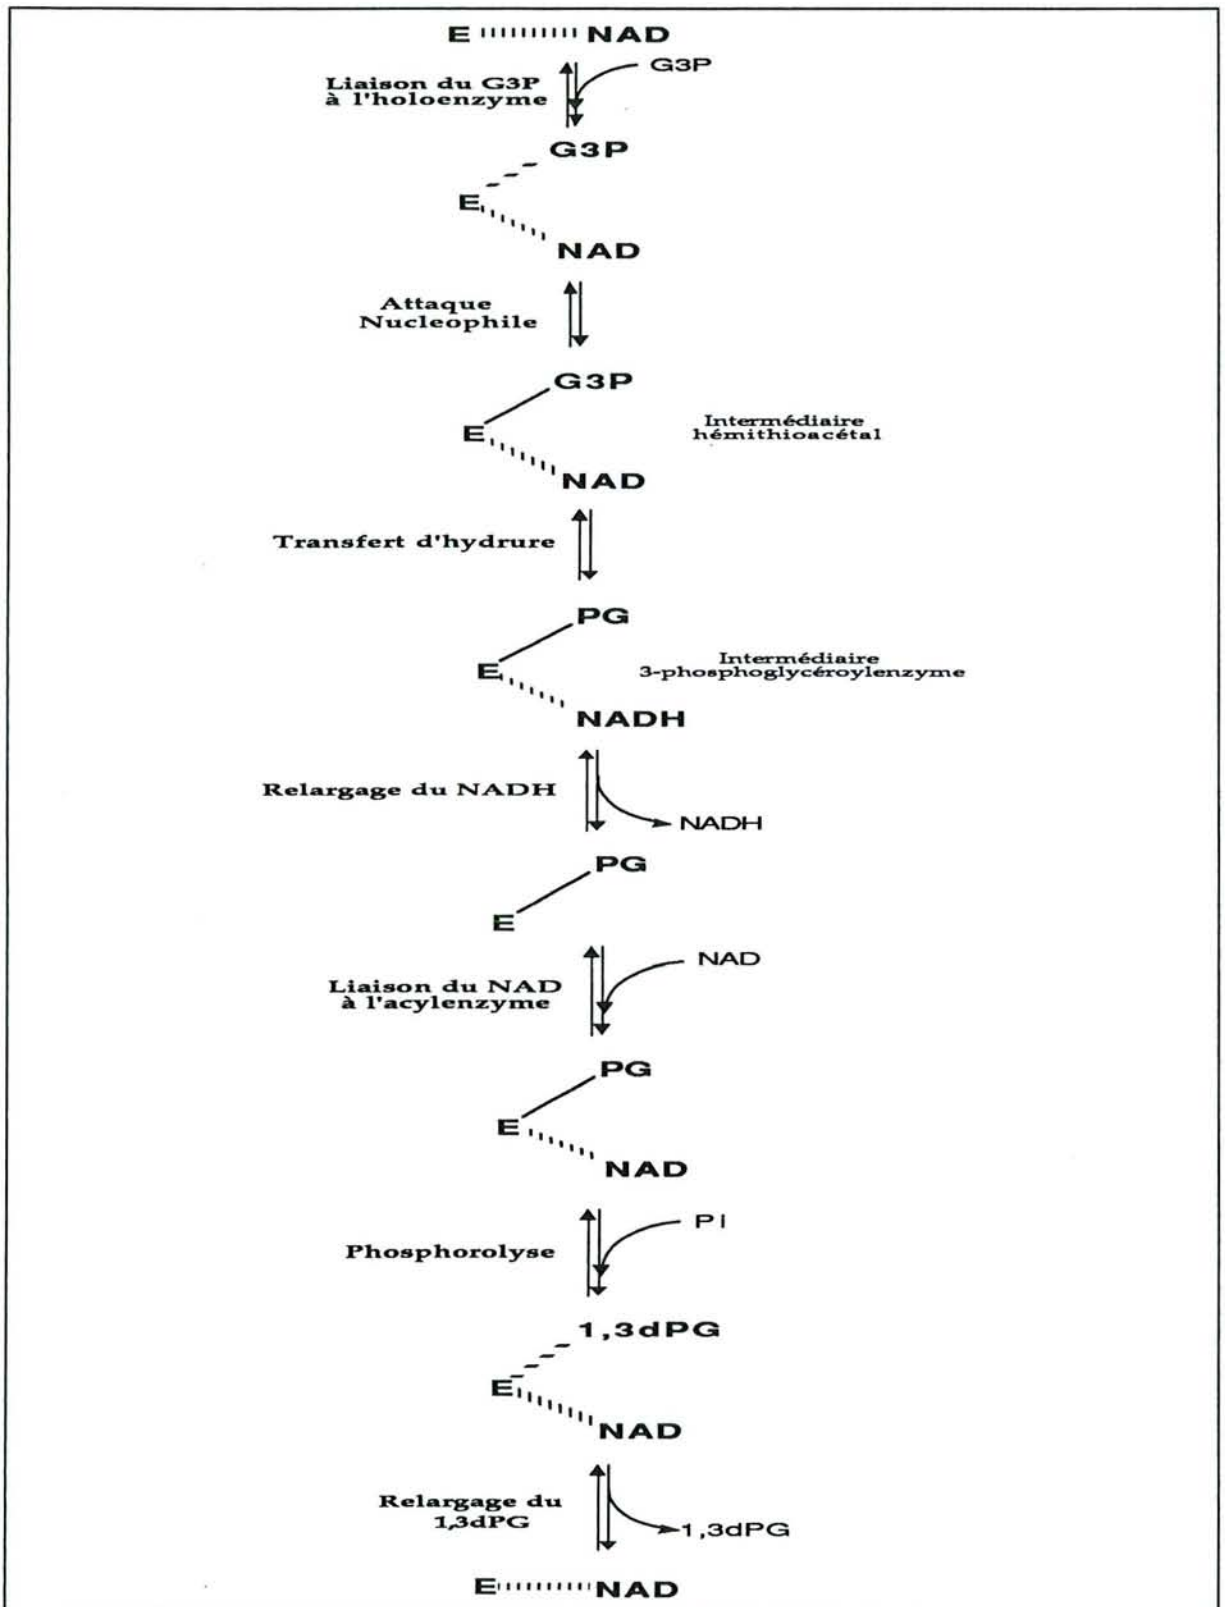 E NAD
G3P
Liaison du G3P
à l'holoenzyme
G3P
E
NAD
Attaque
Nucleophile
G3P
Intermédiaire
hémithioacétal
E
NAD
Transfert d'hydrure
PG
Intermédiaire
3-phosphoglycéroylenzyme
E
NADH
Relargage du NADH
NADH
PG
E
NAD
Liaison du NAD
à l'acylenzyme
PG
E
NAD
Pi
Phosphorolyse
1,3dPG
E
NAD
Relargage du
1,3dPG
1,3dPG
E NAD